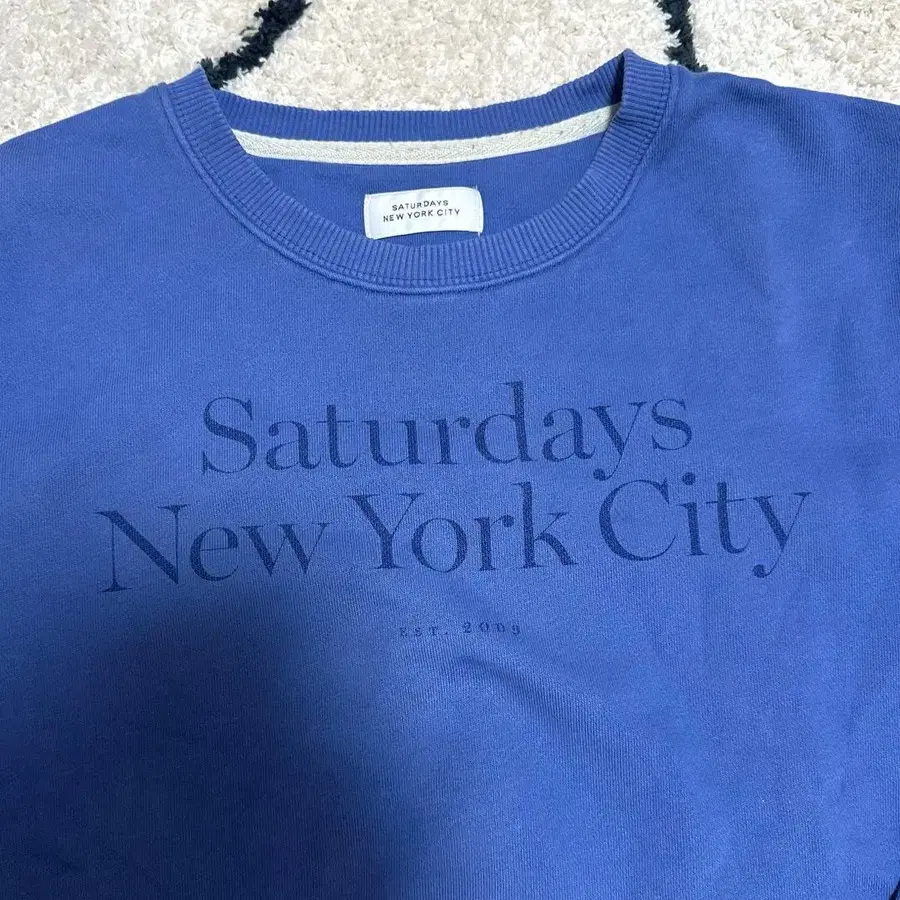 SATURDAYS
NEW YORK CITY
Saturdays
New York City
EST. 2009